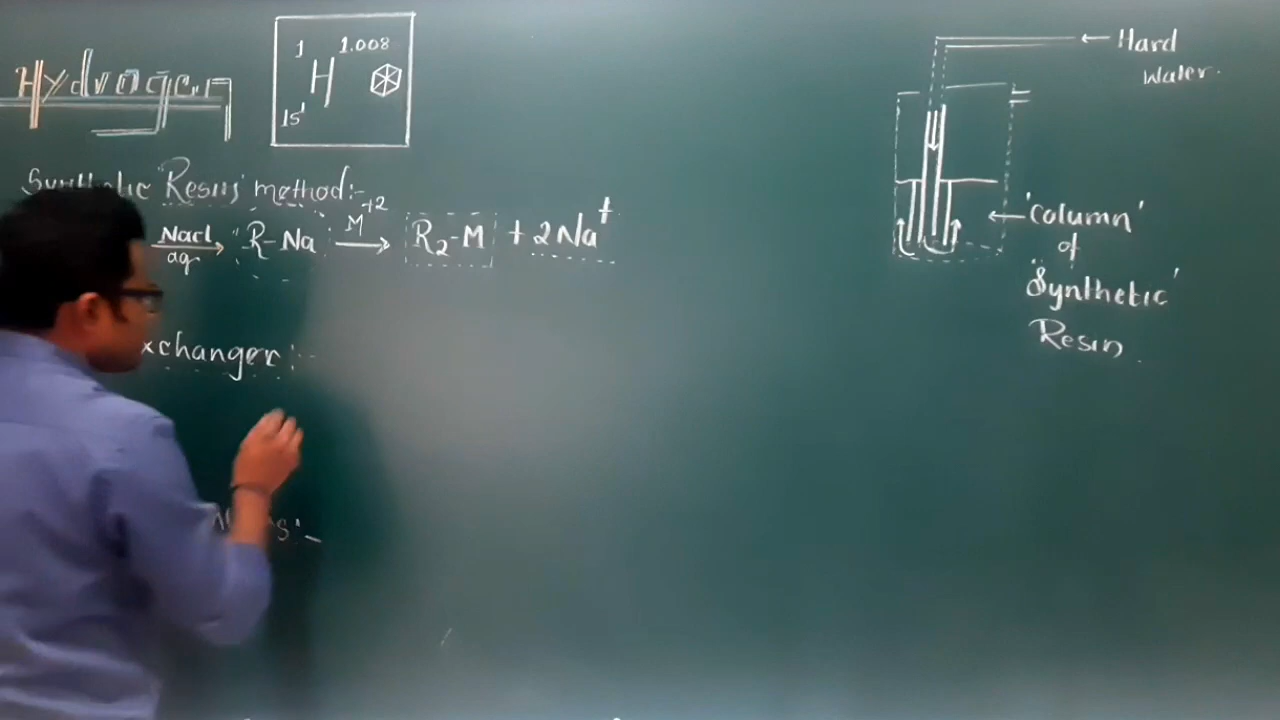 Hydrogen
1 1.008
H
1s¹
Synthetic 'Resins' method:-
NaCl
aq → R-Na M+2 → R₂-M + 2Na+
xchanger :-
s:-
← Hard
Water.
← 'Column'
of
'Synthetic'
Resin